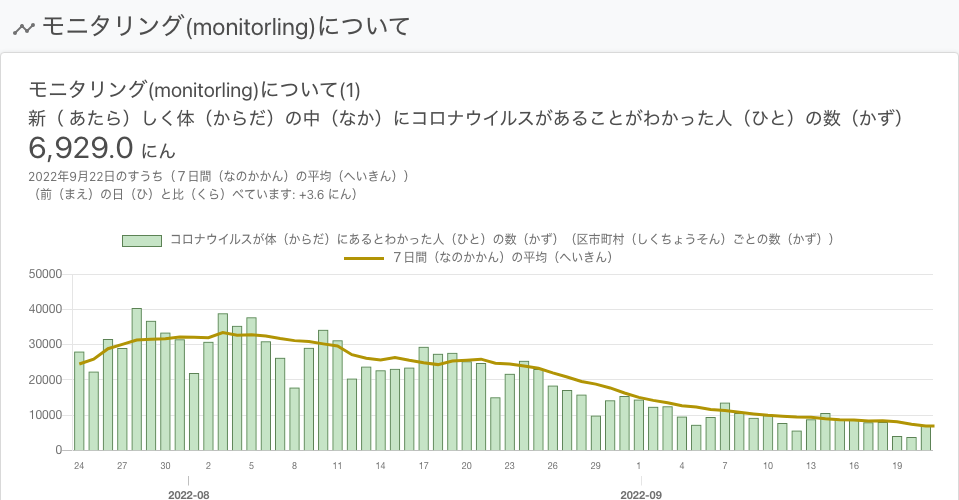 モニタリング(monitorling)について
モニタリング(monitorling)について(1)
新（ あたら）しく体（からだ）の中（なか）にコロナウイルスがあることがわかった人（ひと）の数（かず）
6,929.0 にん
2022年9月22日のすうち（７日間（なのかかん）の平均（へいきん））
（前（まえ）の日（ひ）と比（くら）べています: +3.6 にん）
コロナウイルスが体（からだ）にあるとわかった人（ひと）の数（かず）（区市町村（しくちょうそん）ごとの数（かず））
７日間（なのかかん）の平均（へいきん）
50000
40000
30000
20000
10000
0
24 27 30 2 5 8 11 14 17 20 23 26 29 1 4 7 10 13 16 19
2022-08 2022-09